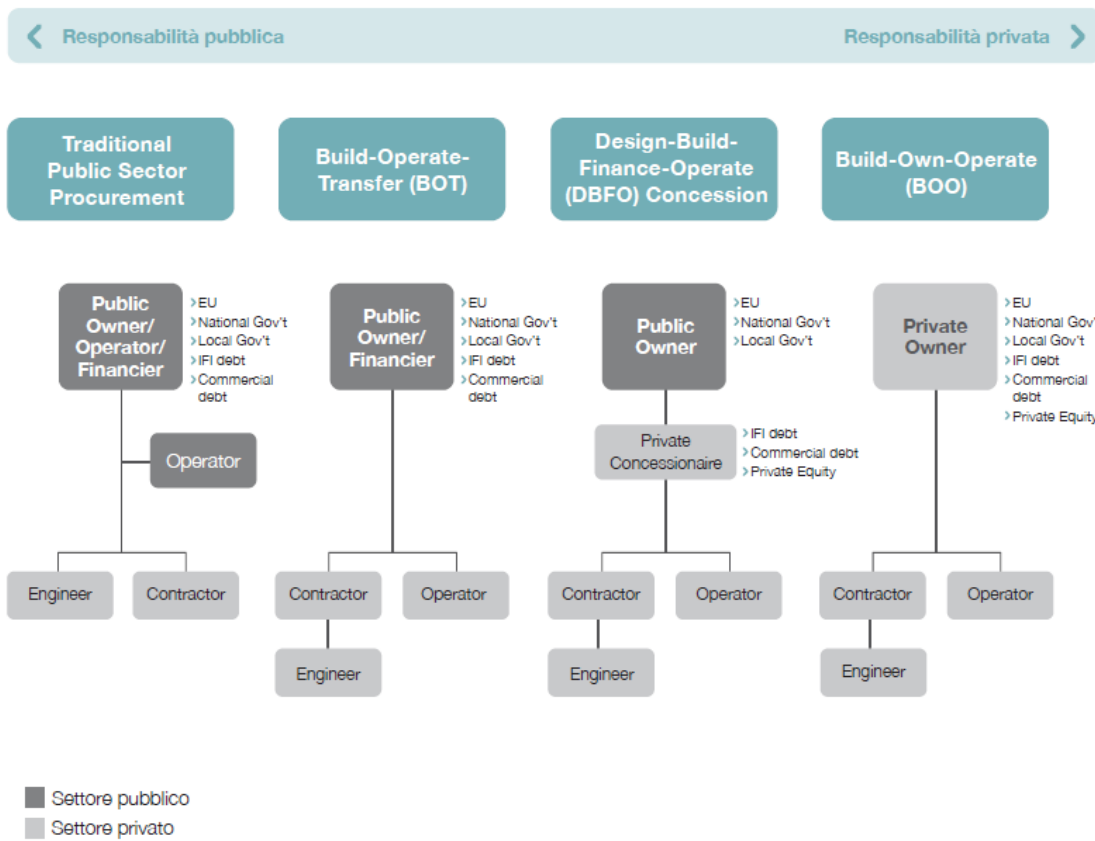 Responsabilità pubblica
Responsabilità privata
Traditional
Public Sector
Procurement
Build-Operate-
Transfer (BOT)
Design-Build-
Finance-Operate
(DBFO) Concession
Build-Own-Operate
(BOO)
Public
Owner/
Operator/
Financier
EU
National Gov't
Local Gov't
IFI debt
Commercial
debt
Operator
Engineer
Contractor
Public
Owner/
Financier
EU
National Gov't
Local Gov't
IFI debt
Commercial
debt
Contractor
Operator
Engineer
Public
Owner
EU
National Gov't
Local Gov't
Private
Concessionaire
IFI debt
Commercial debt
Private Equity
Contractor
Operator
Engineer
Private
Owner
EU
National Gov'
Local Gov't
IFI debt
Commercial
debt
Private Equity
Contractor
Operator
Engineer
Settore pubblico
Settore privato